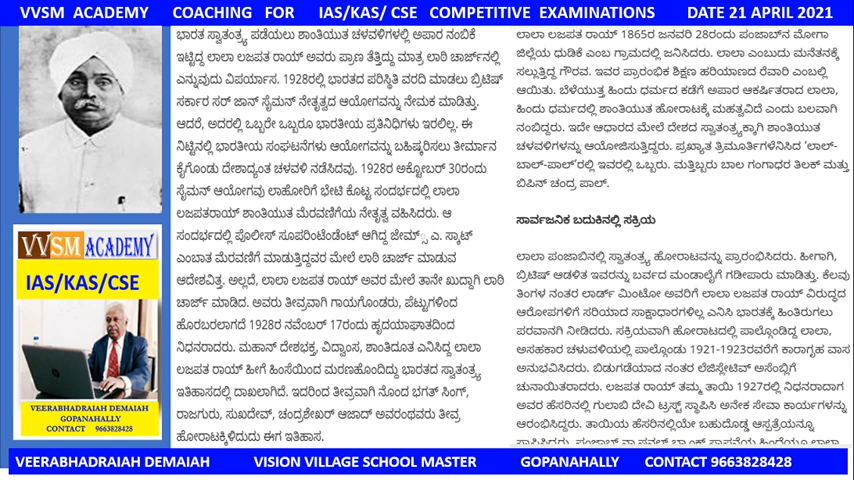 VVSM ACADEMY COACHING FOR IAS/KAS/ CSE COMPETITIVE EXAMINATIONS DATE 21 APRIL 2021
ಭಾರತ ಸ್ವಾತಂತ್ರ್ಯ ಪಡೆಯಲು ಶಾಂತಿಯುತ ಚಳವಳಿಗಳಲ್ಲಿ ಅಪಾರ ನಂಬಿಕೆ
ಇಟ್ಟಿದ್ದ ಲಾಲಾ ಲಜಪತ ರಾಯ್ ಅವರು ಪ್ರಾಣ ತೆತ್ತಿದ್ದು ಮಾತ್ರ ಲಾಠಿ ಚಾರ್ಜ್‌ನಲ್ಲಿ
ಎನ್ನುವುದು ವಿಪರ್ಯಾಸ. 1928ರಲ್ಲಿ ಭಾರತದ ಪರಿಸ್ಥಿತಿ ವರದಿ ಮಾಡಲು ಬ್ರಿಟಿಷ್
ಸರ್ಕಾರ ಸರ್ ಜಾನ್ ಸೈಮನ್ ನೇತೃತ್ವದ ಆಯೋಗವನ್ನು ನೇಮಕ ಮಾಡಿತ್ತು.
ಆದರೆ, ಅದರಲ್ಲಿ ಒಬ್ಬರೇ ಒಬ್ಬರೂ ಭಾರತೀಯ ಪ್ರತಿನಿಧಿಗಳು ಇರಲಿಲ್ಲ. ಈ
ನಿಟ್ಟಿನಲ್ಲಿ ಭಾರತೀಯ ಸಂಘಟನೆಗಳು ಆಯೋಗವನ್ನು ಬಹಿಷ್ಕರಿಸಲು ತೀರ್ಮಾನ
ಕೈಗೊಂಡು ದೇಶಾದ್ಯಂತ ಚಳವಳಿ ನಡೆಸಿದವು. 1928ರ ಅಕ್ಟೋಬರ್ 30ರಂದು
ಸೈಮನ್ ಆಯೋಗವು ಲಾಹೋರಿಗೆ ಭೇಟಿ ಕೊಟ್ಟ ಸಂದರ್ಭದಲ್ಲಿ ಲಾಲಾ
ಲಜಪತರಾಯ್ ಶಾಂತಿಯುತ ಮೆರವಣಿಗೆಯ ನೇತೃತ್ವ ವಹಿಸಿದರು. ಆ
ಸಂದರ್ಭದಲ್ಲಿ ಪೊಲೀಸ್ ಸೂಪರಿಂಟೆಂಡೆಂಟ್ ಆಗಿದ್ದ ಜೇಮ್ಸ್ ಎ. ಸ್ಕಾಟ್
ಎಂಬಾತ ಮೆರವಣಿಗೆ ಮಾಡುತ್ತಿದ್ದವರ ಮೇಲೆ ಲಾಠಿ ಚಾರ್ಜ್ ಮಾಡುವ
ಆದೇಶವಿತ್ತ. ಅಲ್ಲದೆ, ಲಾಲಾ ಲಜಪತ ರಾಯ್ ಅವರ ಮೇಲೆ ತಾನೇ ಖುದ್ದಾಗಿ ಲಾಠಿ
ಚಾರ್ಜ್ ಮಾಡಿದ. ಅವರು ತೀವ್ರವಾಗಿ ಗಾಯಗೊಂಡರು, ಪೆಟ್ಟುಗಳಿಂದ
ಹೊರಬರಲಾಗದೆ 1928ರ ನವೆಂಬರ್ 17ರಂದು ಹೃದಯಾಘಾತದಿಂದ
ನಿಧನರಾದರು. ಮಹಾನ್ ದೇಶಭಕ್ತ, ವಿದ್ವಾಂಸ, ಶಾಂತಿದೂತ ಎನಿಸಿದ್ದ ಲಾಲಾ
ಲಜಪತ ರಾಯ್ ಹೀಗೆ ಹಿಂಸೆಯಿಂದ ಮರಣಹೊಂದಿದ್ದು ಭಾರತದ ಸ್ವಾತಂತ್ರ್ಯ
ಇತಿಹಾಸದಲ್ಲಿ ದಾಖಲಾಗಿದೆ. ಇದರಿಂದ ತೀವ್ರವಾಗಿ ನೊಂದ ಭಗತ್ ಸಿಂಗ್,
ರಾಜಗುರು, ಸುಖದೇವ್, ಚಂದ್ರಶೇಖರ್ ಆಜಾದ್ ಅವರಂಥವರು ತೀವ್ರ
ಹೋರಾಟಕ್ಕಿಳಿದಿದು ಈಗ ಇತಿಹಾಸ.
ಲಾಲಾ ಲಜಪತ ರಾಯ್ 1865ರ ಜನವರಿ 28ರಂದು ಪಂಜಾಬ್‌ನ ಮೋಗಾ
ಜಿಲ್ಲೆಯ ಧುಡಿಕೆ ಎಂಬ ಗ್ರಾಮದಲ್ಲಿ ಜನಿಸಿದರು. ಲಾಲಾ ಎಂಬುದು ಮನೆತನಕ್ಕೆ
ಸಲ್ಲುತ್ತಿದ್ದ ಗೌರವ. ಇವರ ಪ್ರಾರಂಭಿಕ ಶಿಕ್ಷಣ ಹರಿಯಾಣದ ರೆವಾರಿ ಎಂಬಲ್ಲಿ
ಆಯಿತು. ಬೆಳೆಯುತ್ತ ಹಿಂದು ಧರ್ಮದ ಕಡೆಗೆ ಅಪಾರ ಆಕರ್ಷಿತರಾದ ಲಾಲಾ,
ಹಿಂದು ಧರ್ಮದಲ್ಲಿ ಶಾಂತಿಯುತ ಹೋರಾಟಕ್ಕೆ ಮಹತ್ವವಿದೆ ಎಂದು ಬಲವಾಗಿ
ನಂಬಿದ್ದರು. ಇದೇ ಆಧಾರದ ಮೇಲೆ ದೇಶದ ಸ್ವಾತಂತ್ರ್ಯಕ್ಕಾಗಿ ಶಾಂತಿಯುತ
ಚಳವಳಿಗಳನ್ನು ಆಯೋಜಿಸುತ್ತಿದ್ದರು. ಪ್ರಖ್ಯಾತ ತ್ರಿಮೂರ್ತಿಗಳೆನಿಸಿದ 'ಲಾಲ್-
ಬಾಲ್-ಪಾಲ್'ರಲ್ಲಿ ಇವರಲ್ಲಿ ಒಬ್ಬರು. ಮತ್ತಿಬ್ಬರು ಬಾಲ ಗಂಗಾಧರ ತಿಲಕ್ ಮತ್ತು
ಬಿಪಿನ್ ಚಂದ್ರ ಪಾಲ್.
ಸಾರ್ವಜನಿಕ ಬದುಕಿನಲ್ಲಿ ಸಕ್ರಿಯ
ಲಾಲಾ ಪಂಜಾಬಿನಲ್ಲಿ ಸ್ವಾತಂತ್ರ್ಯ ಹೋರಾಟವನ್ನು ಪ್ರಾರಂಭಿಸಿದರು. ಹೀಗಾಗಿ,
ಬ್ರಿಟಿಷ್ ಆಡಳಿತ ಇವರನ್ನು ಬರ್ವದ ಮಂಡಾಲೈಗೆ ಗಡೀಪಾರು ಮಾಡಿತ್ತು. ಕೆಲವು
ತಿಂಗಳ ನಂತರ ಲಾರ್ಡ್ ಮಿಂಟೋ ಅವರಿಗೆ ಲಾಲಾ ಲಜಪತ ರಾಯ್ ವಿರುದ್ಧದ
ಆರೋಪಗಳಿಗೆ ಸರಿಯಾದ ಸಾಕ್ಷಾಧಾರಗಳಿಲ್ಲ ಎನಿಸಿ ಭಾರತಕ್ಕೆ ಹಿಂತಿರುಗಲು
ಪರವಾನಗಿ ನೀಡಿದರು. ಸಕ್ರಿಯವಾಗಿ ಹೋರಾಟದಲ್ಲಿ ಪಾಲ್ಗೊಂಡಿದ್ದ ಲಾಲಾ,
ಅಸಹಾಕಾರ ಚಳುವಳಿಯಲ್ಲಿ ಪಾಲ್ಗೊಂಡು 1921-1923ರವರೆಗೆ ಕಾರಾಗೃಹ ವಾಸ
ಅನುಭವಿಸಿದರು. ಬಿಡುಗಡೆಯಾದ ನಂತರ ಲೆಜಿಸ್ಲೇಟಿವ್ ಅಸೆಂಬ್ಲಿಗೆ
ಚುನಾಯಿತರಾದರು. ಲಜಪತ ರಾಯ್ ತಮ್ಮ ತಾಯಿ 1927ರಲ್ಲಿ ನಿಧನರಾದಾಗ
ಅವರ ಹೆಸರಿನಲ್ಲಿ ಗುಲಾಬಿ ದೇವಿ ಟ್ರಸ್ಟ್ ಸ್ಥಾಪಿಸಿ ಅನೇಕ ಸೇವಾ ಕಾರ್ಯಗಳನ್ನು
ಆರಂಭಿಸಿದ್ದರು. ತಾಯಿಯ ಹೆಸರಿನಲ್ಲಿಯೇ ಬಹುದೊಡ್ಡ ಆಸ್ಪತ್ರೆಯನ್ನೂ
VVSM ACADEMY
IAS/KAS/CSE
VEERABHADRAIAH DEMAIAH
GOPANAHALLY
CONTACT 9663828428
VEERABHADRAIAH DEMAIAH VISION VILLAGE SCHOOL MASTER GOPANAHALLY CONTACT 9663828428